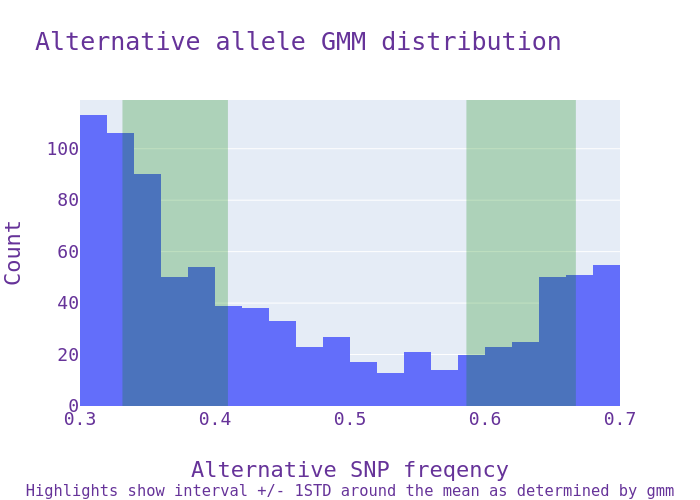 Alternative allele GMM distribution
Count
100
80
60
40
20
0
0.3 0.4 0.5 0.6 0.7
Alternative SNP freqency
Highlights show interval +/- 1STD around the mean as determined by gmm